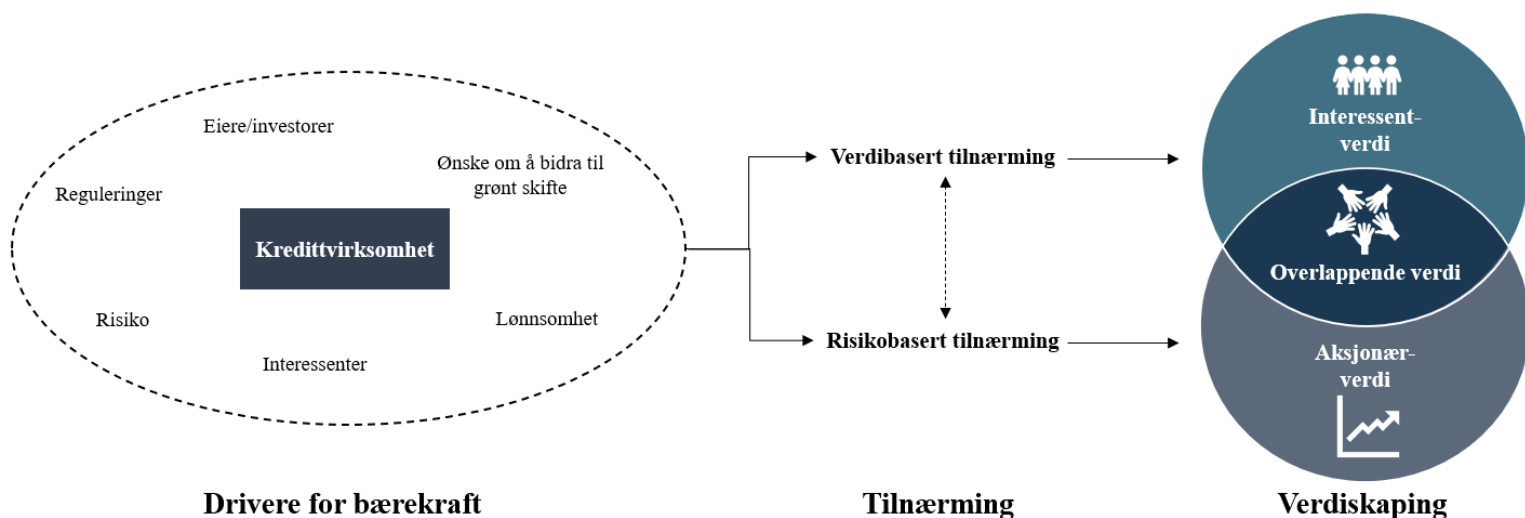 Eiere/investorer
Ønske om å bidra til
grønt skifte
Reguleringer
Kredittvirksomhet
Risiko
Lønnsomhet
Interessenter
Verdibasert tilnærming
Risikobasert tilnærming
Interessent-
verdi
Overlappende verdi
Aksjonær-
verdi
Drivere for bærekraft
Tilnærming
Verdiskaping